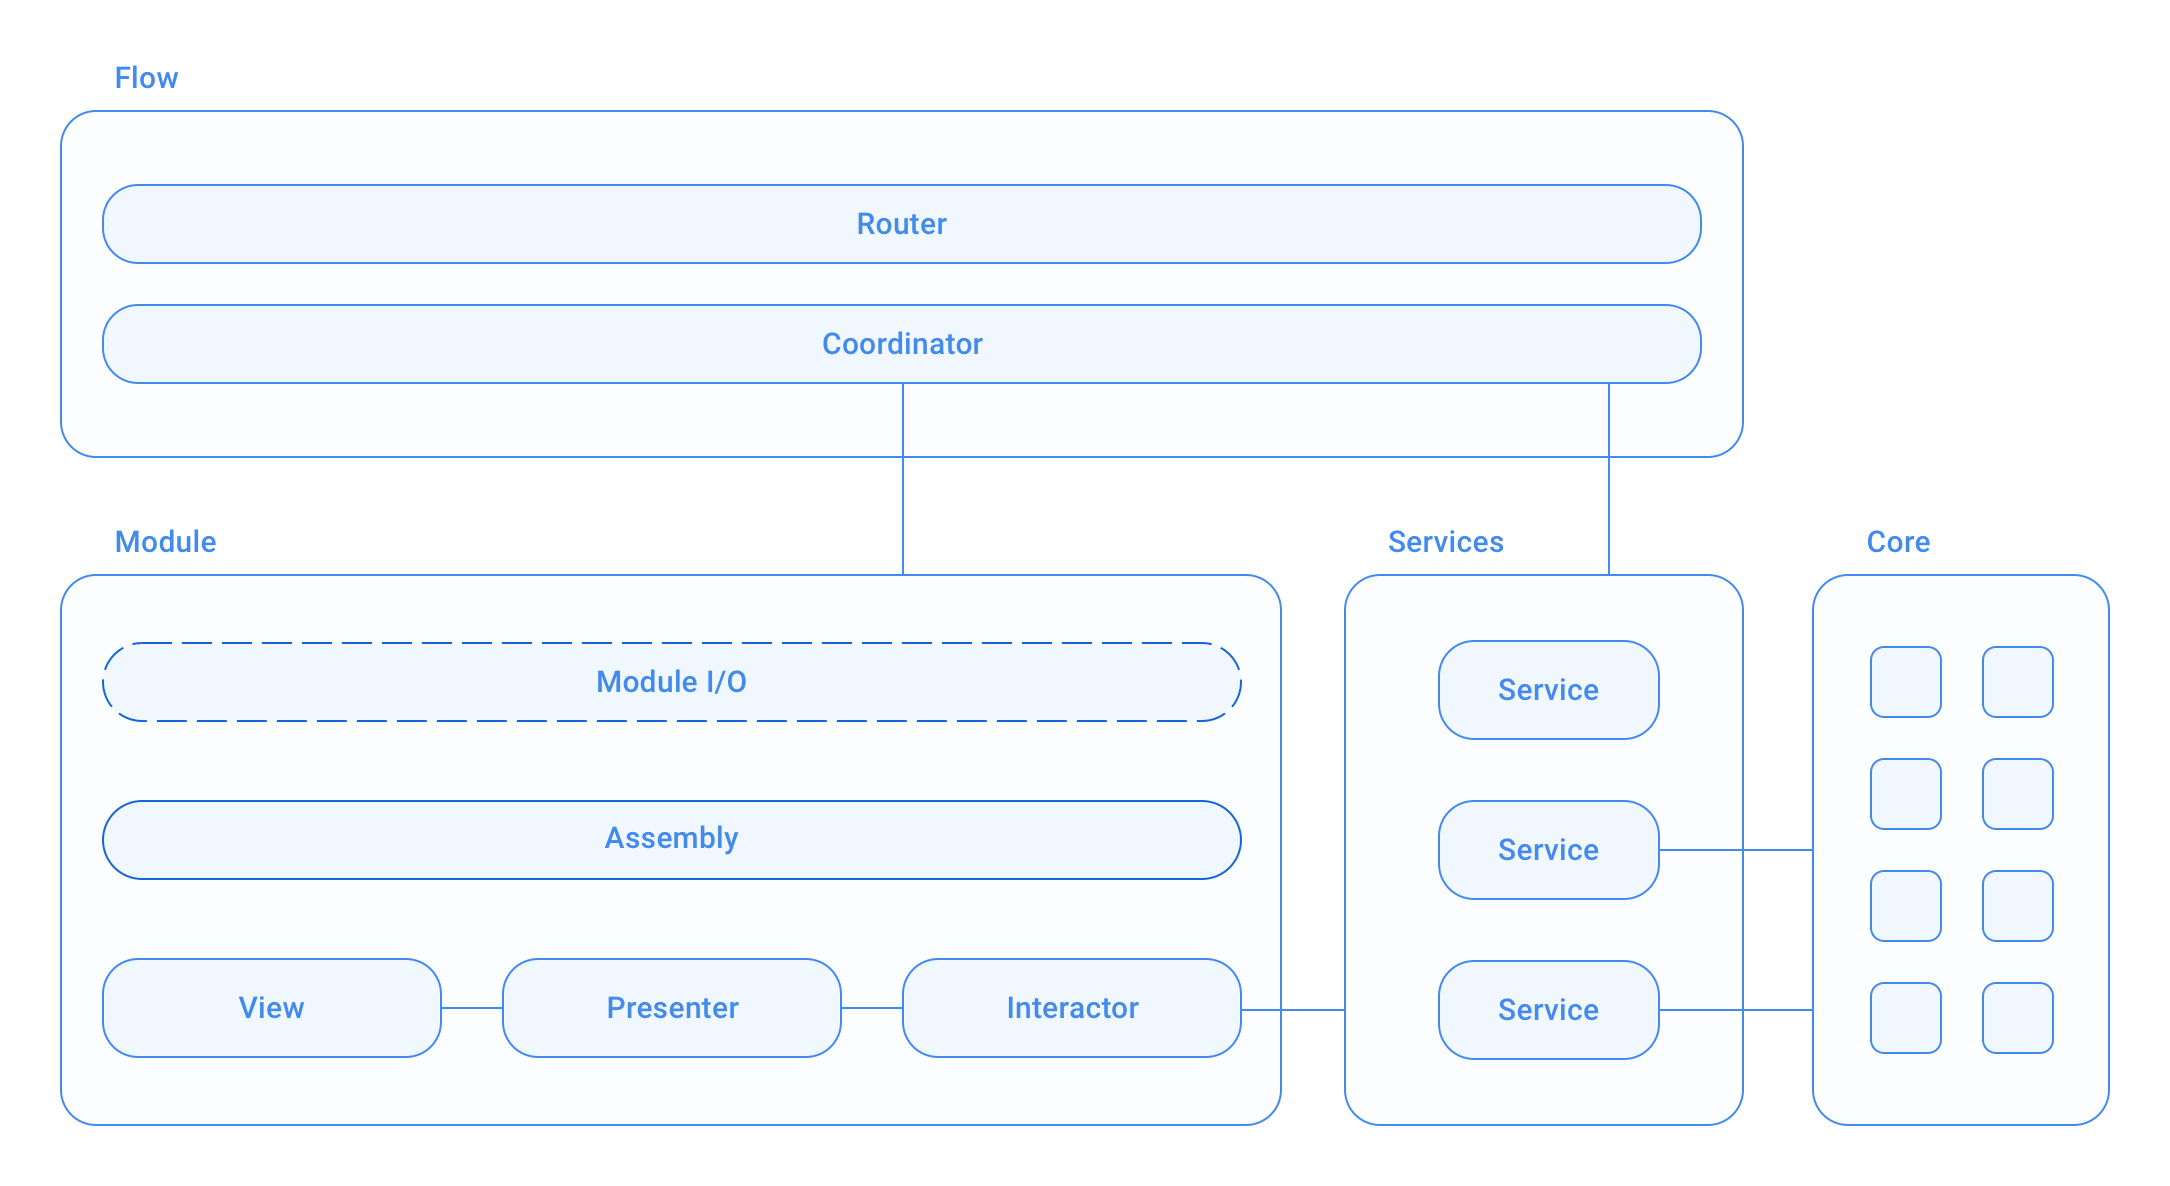 Flow
Router
Coordinator
Module
Services
Core
Module I/O
Service
Assembly
Service
View
Presenter
Interactor
Service